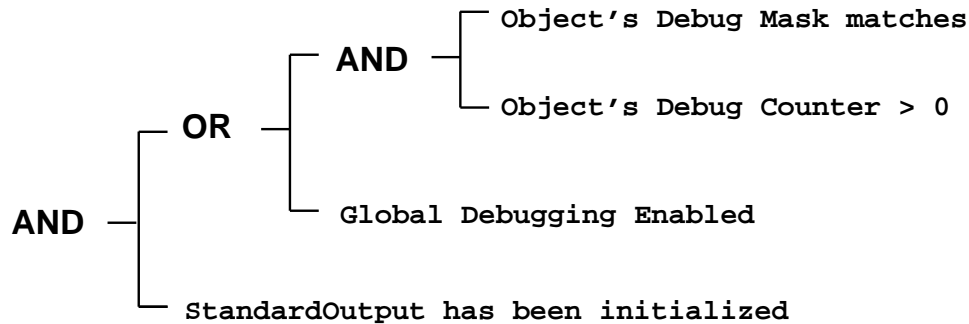 Object's Debug Mask matches
AND
Object's Debug Counter > 0
OR
Global Debugging Enabled
AND
StandardOutput has been initialized